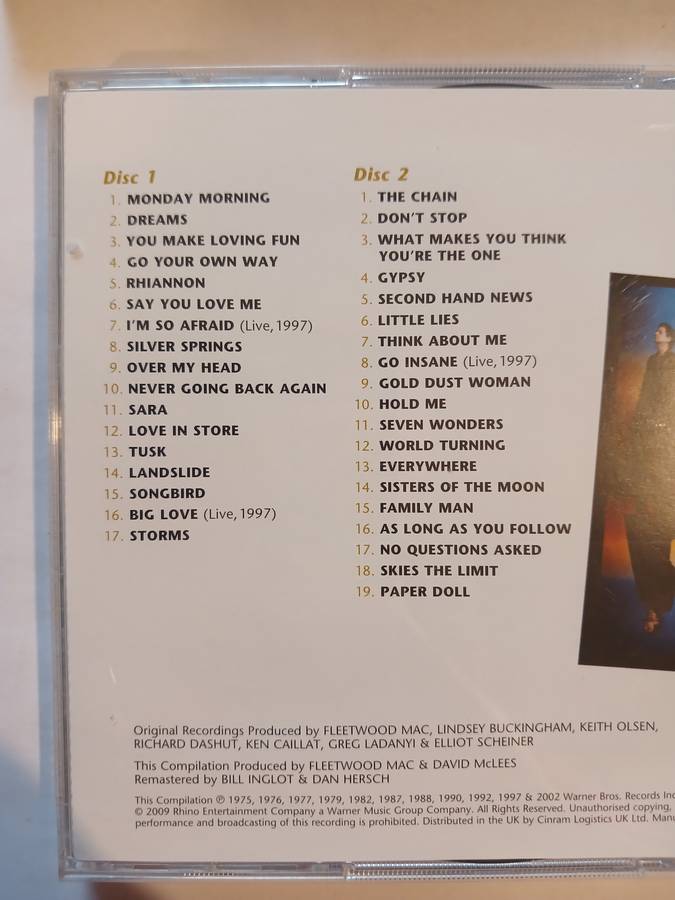 Disc 1
1. MONDAY MORNING
2. DREAMS
3. YOU MAKE LOVING FUN
4. GO YOUR OWN WAY
5. RHIANNON
6. SAY YOU LOVE ME
7. I'M SO AFRAID (Live, 1997)
8. SILVER SPRINGS
9. OVER MY HEAD
10. NEVER GOING BACK AGAIN
11. SARA
12. LOVE IN STORE
13. TUSK
14. LANDSLIDE
15. SONGBIRD
16. BIG LOVE (Live, 1997)
17. STORMS
Disc 2
1. THE CHAIN
2. DON'T STOP
3. WHAT MAKES YOU THINK
YOU'RE THE ONE
4. GYPSY
5. SECOND HAND NEWS
6. LITTLE LIES
7. THINK ABOUT ME
8. GO INSANE (Live, 1997)
9. GOLD DUST WOMAN
10. HOLD ME
11. SEVEN WONDERS
12. WORLD TURNING
13. EVERYWHERE
14. SISTERS OF THE MOON
15. FAMILY MAN
16. AS LONG AS YOU FOLLOW
17. NO QUESTIONS ASKED
18. SKIES THE LIMIT
19. PAPER DOLL
Original Recordings Produced by FLEETWOOD MAC, LINDSEY BUCKINGHAM, KEITH OLSEN,
RICHARD DASHUT, KEN CAILLAT, GREG LADANYI & ELLIOT SCHEINER
This Compilation Produced by FLEETWOOD MAC & DAVID McLEES
Remastered by BILL INGLOT & DAN HERSCH
This Compilation ℗ 1975, 1976, 1977, 1979, 1982, 1987, 1988, 1990, 1992, 1997 & 2002 Warner Bros. Records Inc
© 2009 Rhino Entertainment Company a Warner Music Group Company. All Rights Reserved. Unauthorised copying,
performance and broadcasting of this recording is prohibited. Distributed in the UK by Cinram Logistics UK Ltd. Manu